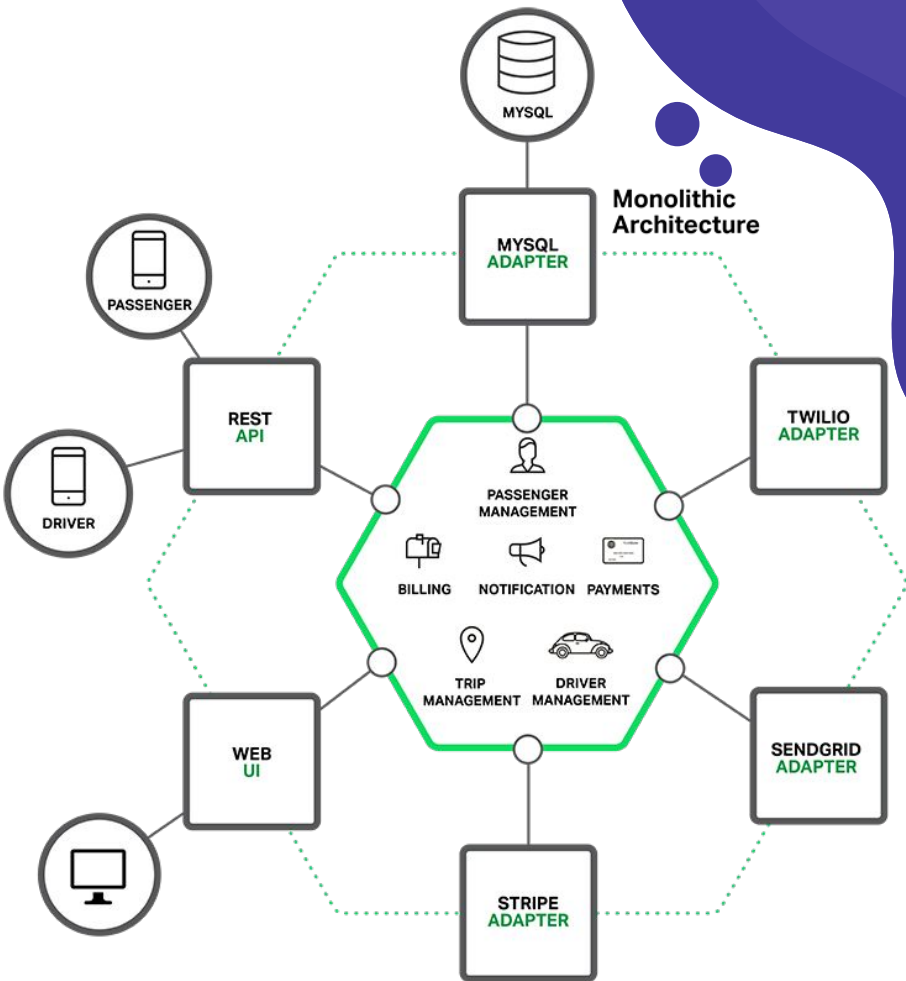 MYSQL
Monolithic
Architecture
MYSQL
ADAPTER
PASSENGER
REST
API
TWILIO
ADAPTER
DRIVER
PASSENGER
MANAGEMENT
BILLING
NOTIFICATION
PAYMENTS
TRIP
MANAGEMENT
DRIVER
MANAGEMENT
WEB
UI
SENDGRID
ADAPTER
STRIPE
ADAPTER